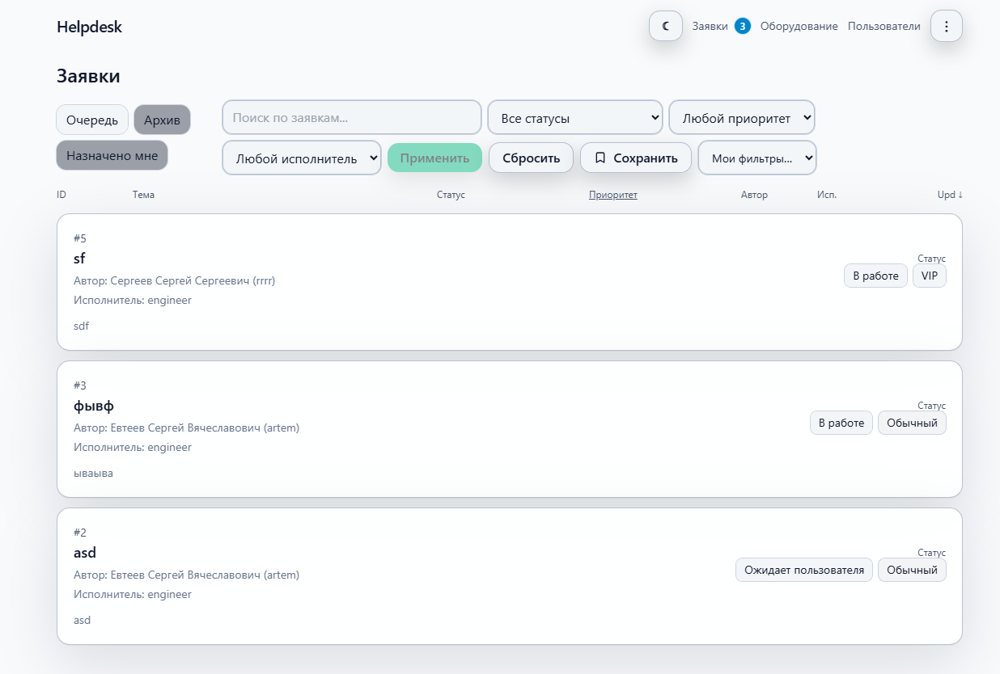 Helpdesk
☾ Заявки 3 Оборудование Пользователи ⋮
Заявки
Очередь Архив
Назначено мне
Поиск по заявкам... Все статусы Любой приоритет
Любой исполнитель Применить Сбросить Сохранить Мои фильтры...
ID Тема Статус Приоритет Автор Исп. Upd ↓
#5
sf
Автор: Сергеев Сергей Сергеевич (rrrr)
Исполнитель: engineer
sdf
Статус
В работе VIP
#3
фывф
Автор: Евтеев Сергей Вячеславович (artem)
Исполнитель: engineer
ываыва
Статус
В работе Обычный
#2
asd
Автор: Евтеев Сергей Вячеславович (artem)
Исполнитель: engineer
asd
Статус
Ожидает пользователя Обычный